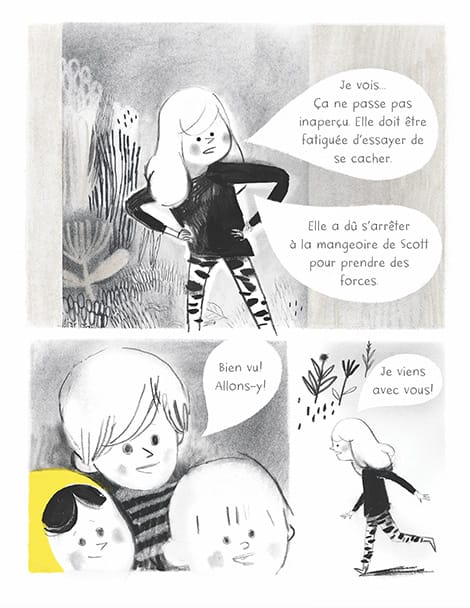 Je vois...
Ça ne passe pas
inaperçu. Elle doit être
fatiguée d'essayer de
se cacher.
Elle a dû s'arrêter
à la mangeoire de Scott
pour prendre des
forces.
Bien vu!
Allons-y!
Je viens
avec vous!